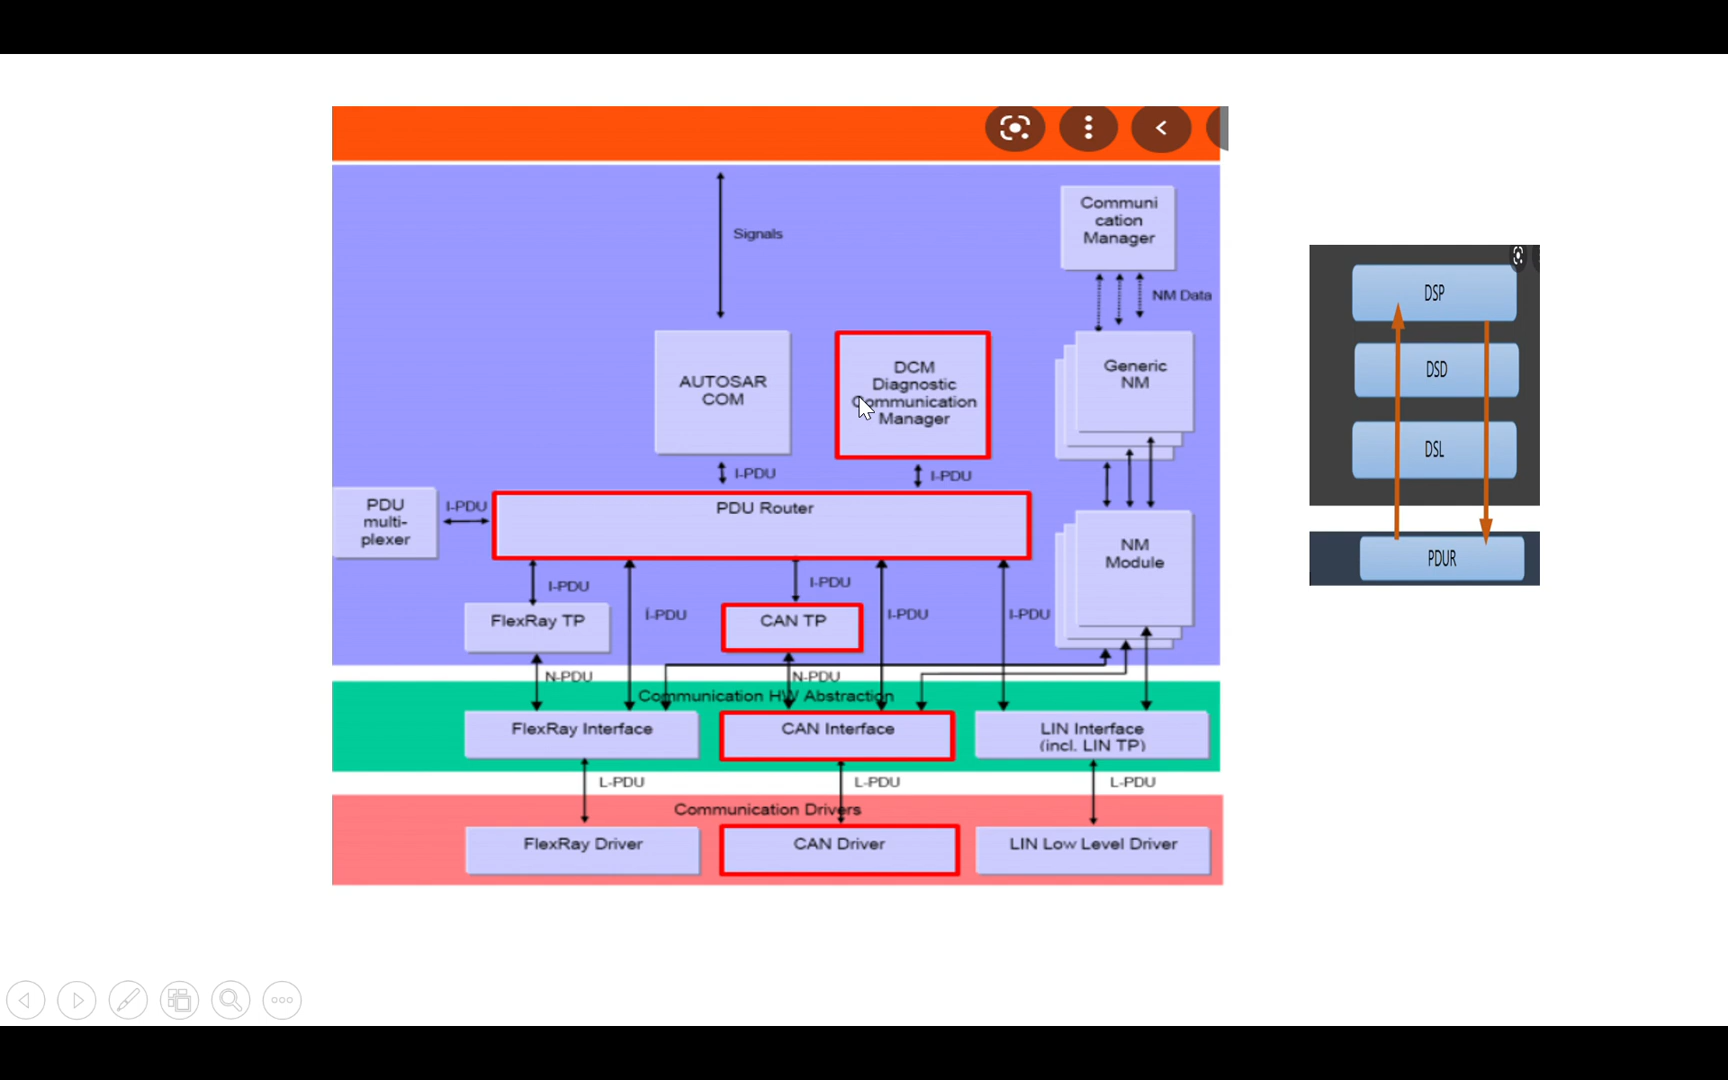 Signals
Communi
cation
Manager
NM Data
AUTOSAR
COM
DCM
Diagnostic
Communication
Manager
Generic
NM
I-PDU
I-PDU
PDU
multi-
plexer
I-PDU
PDU Router
NM
Module
I-PDU
I-PDU
I-PDU
I-PDU
I-PDU
FlexRay TP
CAN TP
N-PDU
N-PDU
Communication HW Abstraction
FlexRay Interface
CAN Interface
LIN Interface
(incl. LIN TP)
L-PDU
L-PDU
L-PDU
Communication Drivers
FlexRay Driver
CAN Driver
LIN Low Level Driver
DSP
DSD
DSL
PDUR